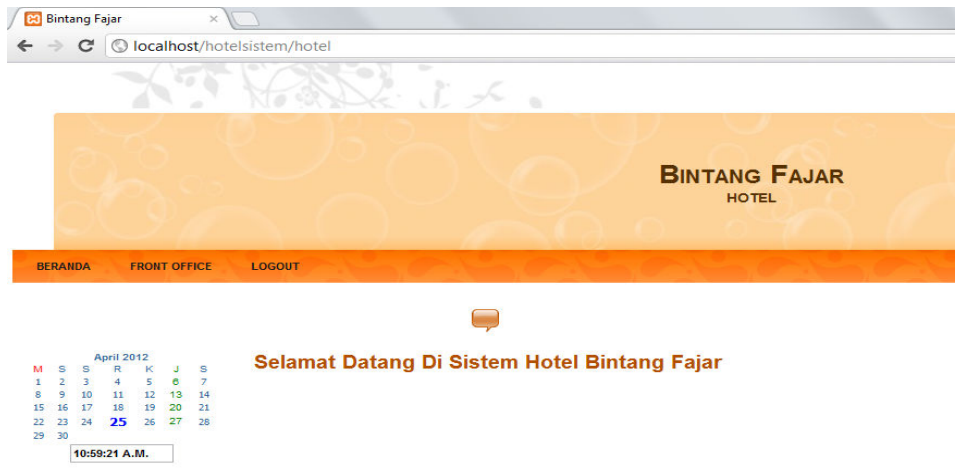 Bintang Fajar
localhost/hotelsistem/hotel
BINTANG FAJAR
HOTEL
BERANDA FRONT OFFICE LOGOUT
Selamat Datang Di Sistem Hotel Bintang Fajar
April 2012
M S S R K J S
1 2 3 4 5 6 7
8 9 10 11 12 13 14
15 16 17 18 19 20 21
22 23 24 25 26 27 28
29 30
10:59:21 A.M.